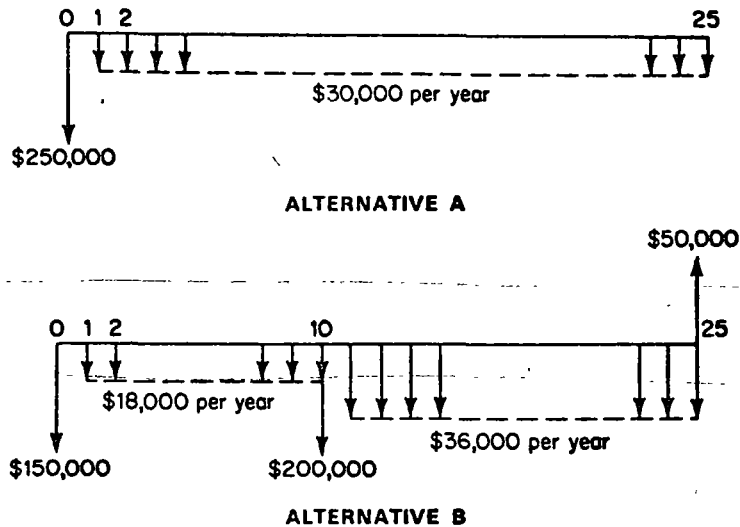 0 1 2 25
$30,000 per year
$250,000
ALTERNATIVE A
$50,000
0 1 2 10 25
$18,000 per year
$36,000 per year
$150,000 $200,000
ALTERNATIVE B